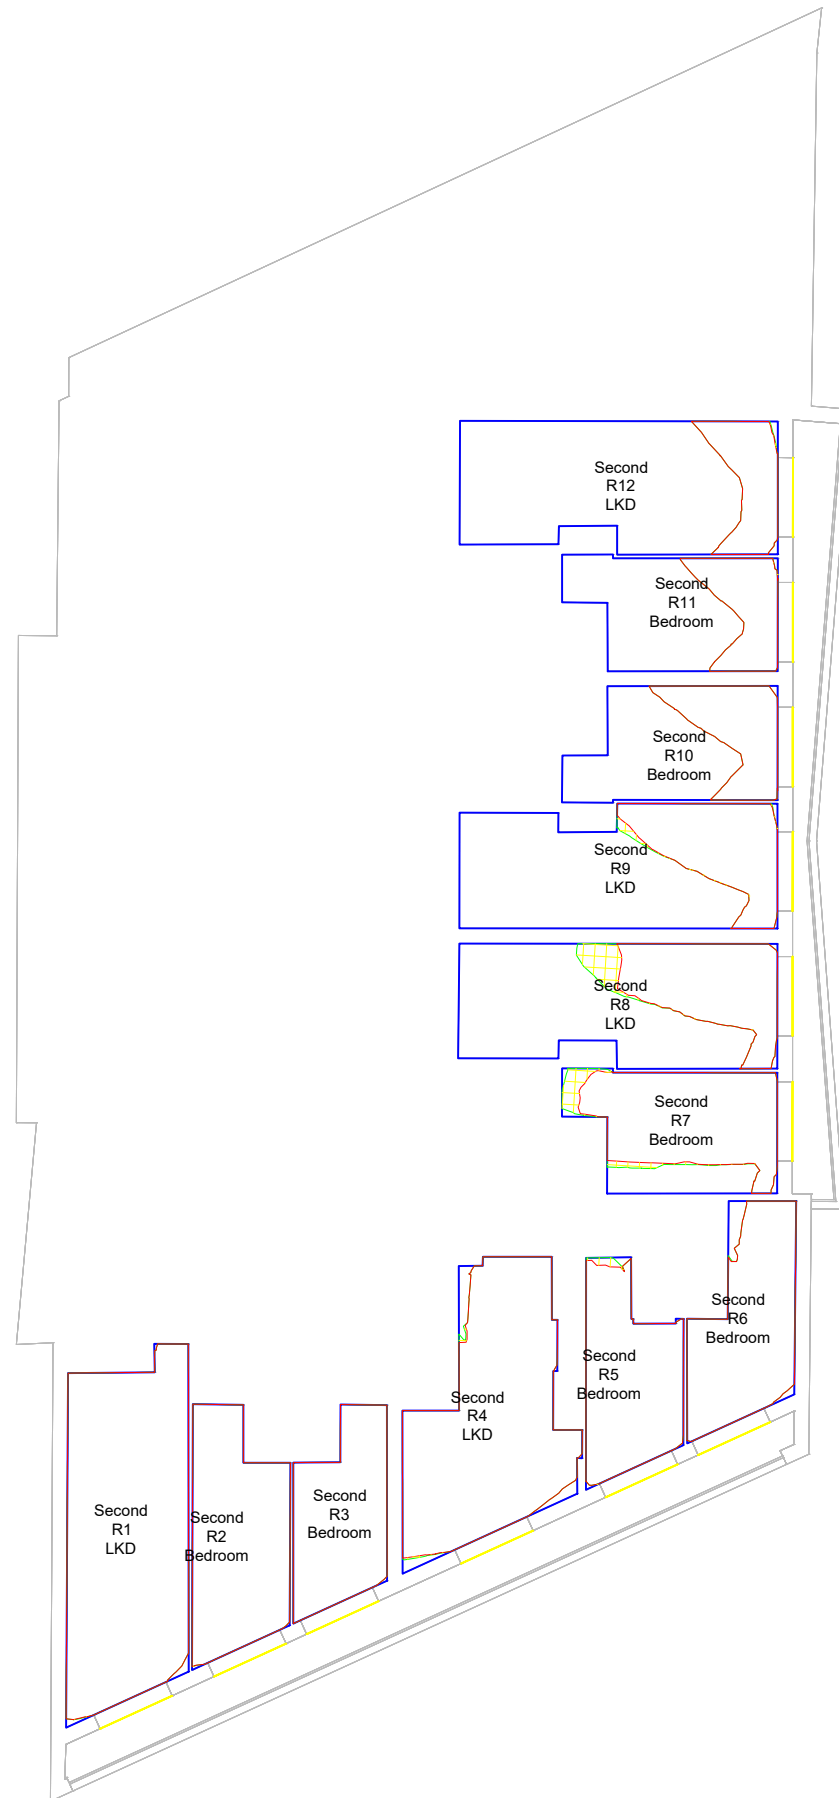 Second
R12
LKD
Second
R11
Bedroom
Second
R10
Bedroom
Second
R9
LKD
Second
R8
LKD
Second
R7
Bedroom
Second
R6
Bedroom
Second
R5
Bedroom
Second
R4
LKD
Second
R3
Bedroom
Second
R2
Bedroom
Second
R1
LKD